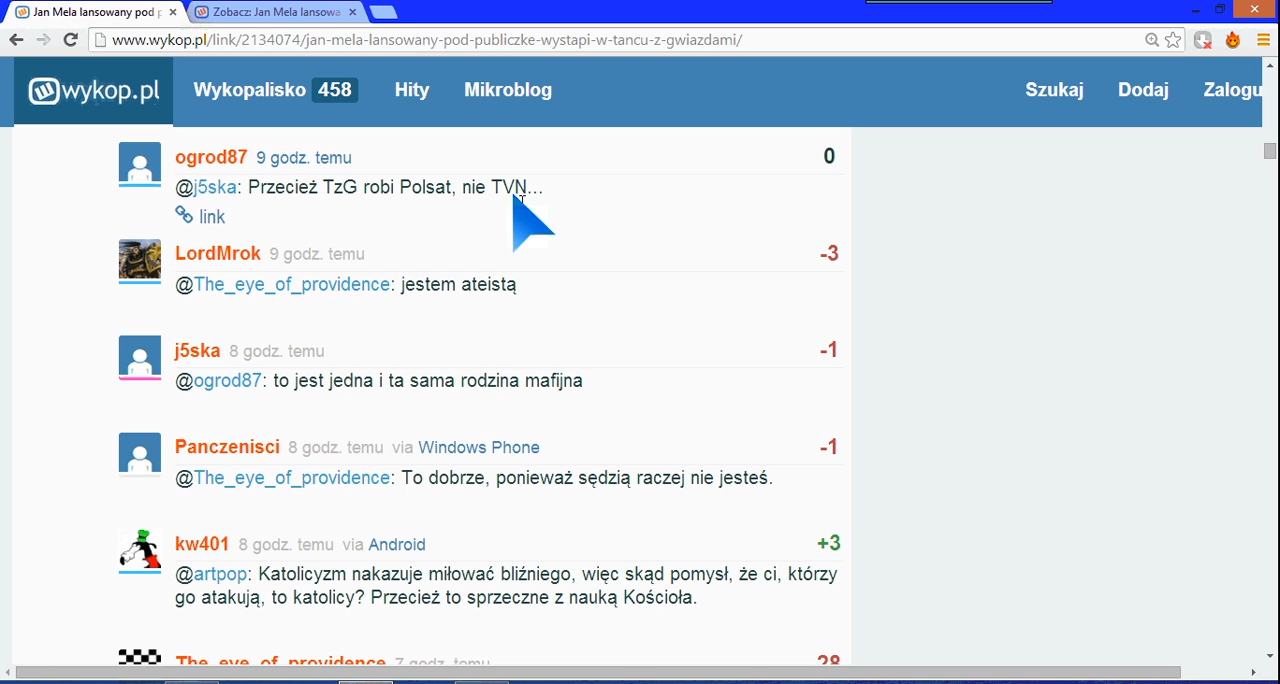 Jan Mela lansowany pod p
Zobacz: Jan Mela lansowa
www.wykop.pl/link/2134074/jan-mela-lansowany-pod-publiczke-wystapi-w-tancu-z-gwiazdami/
wykop.pl Wykopalisko 458 Hity Mikroblog Szukaj Dodaj Zalogu
ogrod87 9 godz. temu 0
@j5ska: Przecież TzG robi Polsat, nie TVN...
link
LordMrok 9 godz. temu -3
@The_eye_of_providence: jestem ateistą
j5ska 8 godz. temu -1
@ogrod87: to jest jedna i ta sama rodzina mafijna
Panczenisci 8 godz. temu via Windows Phone -1
@The_eye_of_providence: To dobrze, ponieważ sędzią raczej nie jesteś.
kw401 8 godz. temu via Android +3
@artpop: Katolicyzm nakazuje miłować bliźniego, więc skąd pomysł, że ci, którzy
go atakują, to katolicy? Przecież to sprzeczne z nauką Kościoła.
The_eye_of_providence 7 godz. temu 28